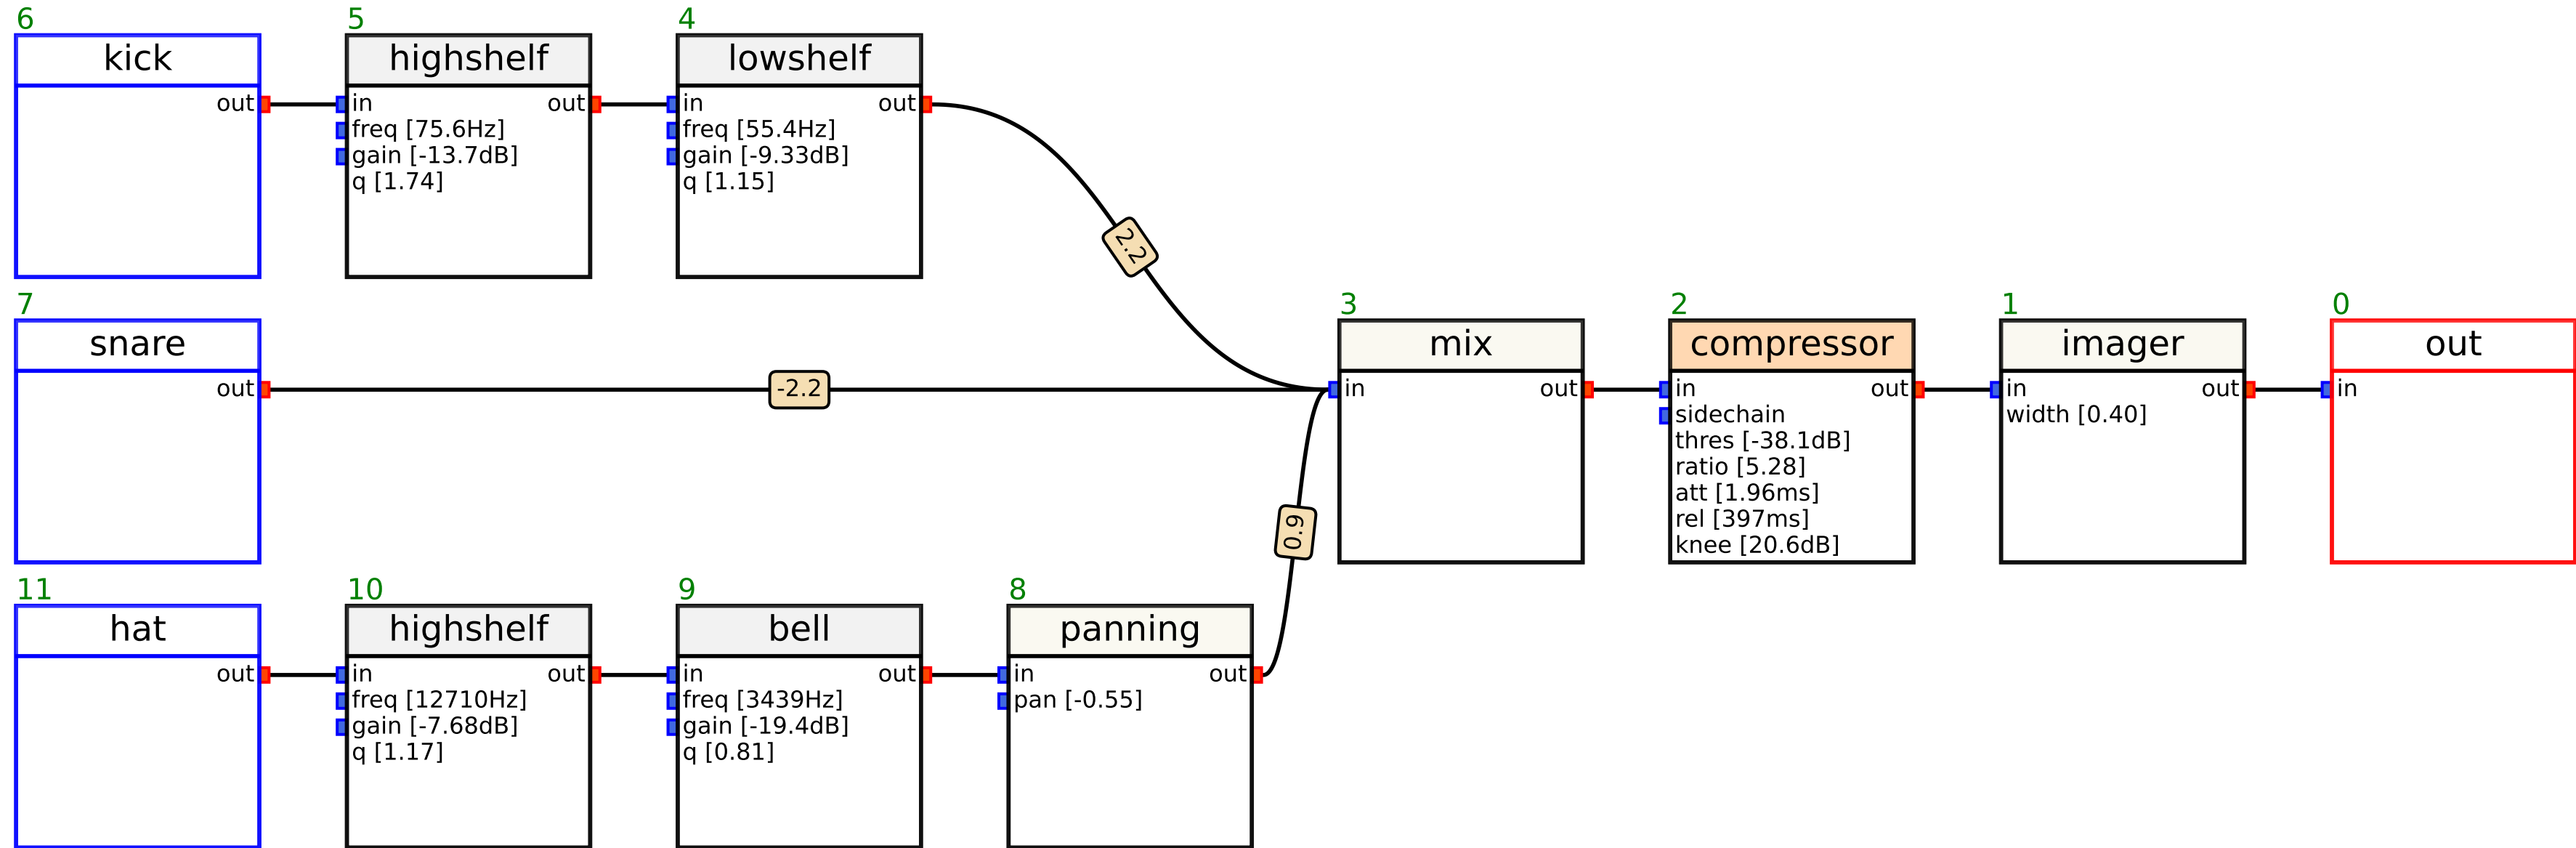 6
kick
out
5
highshelf
in out
freq [75.6Hz]
gain [-13.7dB]
q [1.74]
4
lowshelf
in out
freq [55.4Hz]
gain [-9.33dB]
q [1.15]
2.2
7
snare
out
-2.2
3
mix
in out
2
compressor
in out
sidechain
thres [-38.1dB]
ratio [5.28]
att [1.96ms]
rel [397ms]
knee [20.6dB]
1
imager
in out
width [0.40]
0
out
in
11
hat
out
10
highshelf
in out
freq [12710Hz]
gain [-7.68dB]
q [1.17]
9
bell
in out
freq [3439Hz]
gain [-19.4dB]
q [0.81]
8
panning
in out
pan [-0.55]
0.9